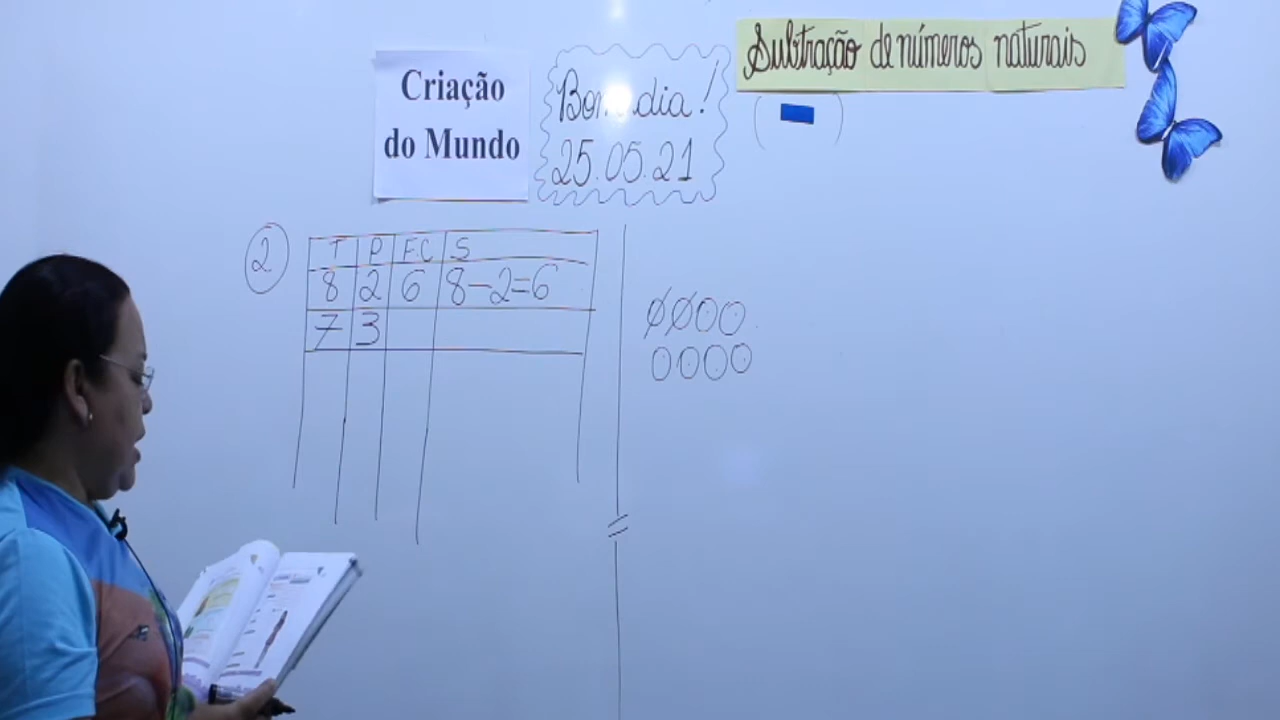 Subtração de números naturais
Criação
do Mundo
Bom dia!
25.05.21
(-)
2
T P F.C S
8 2 6 8-2=6
7 3